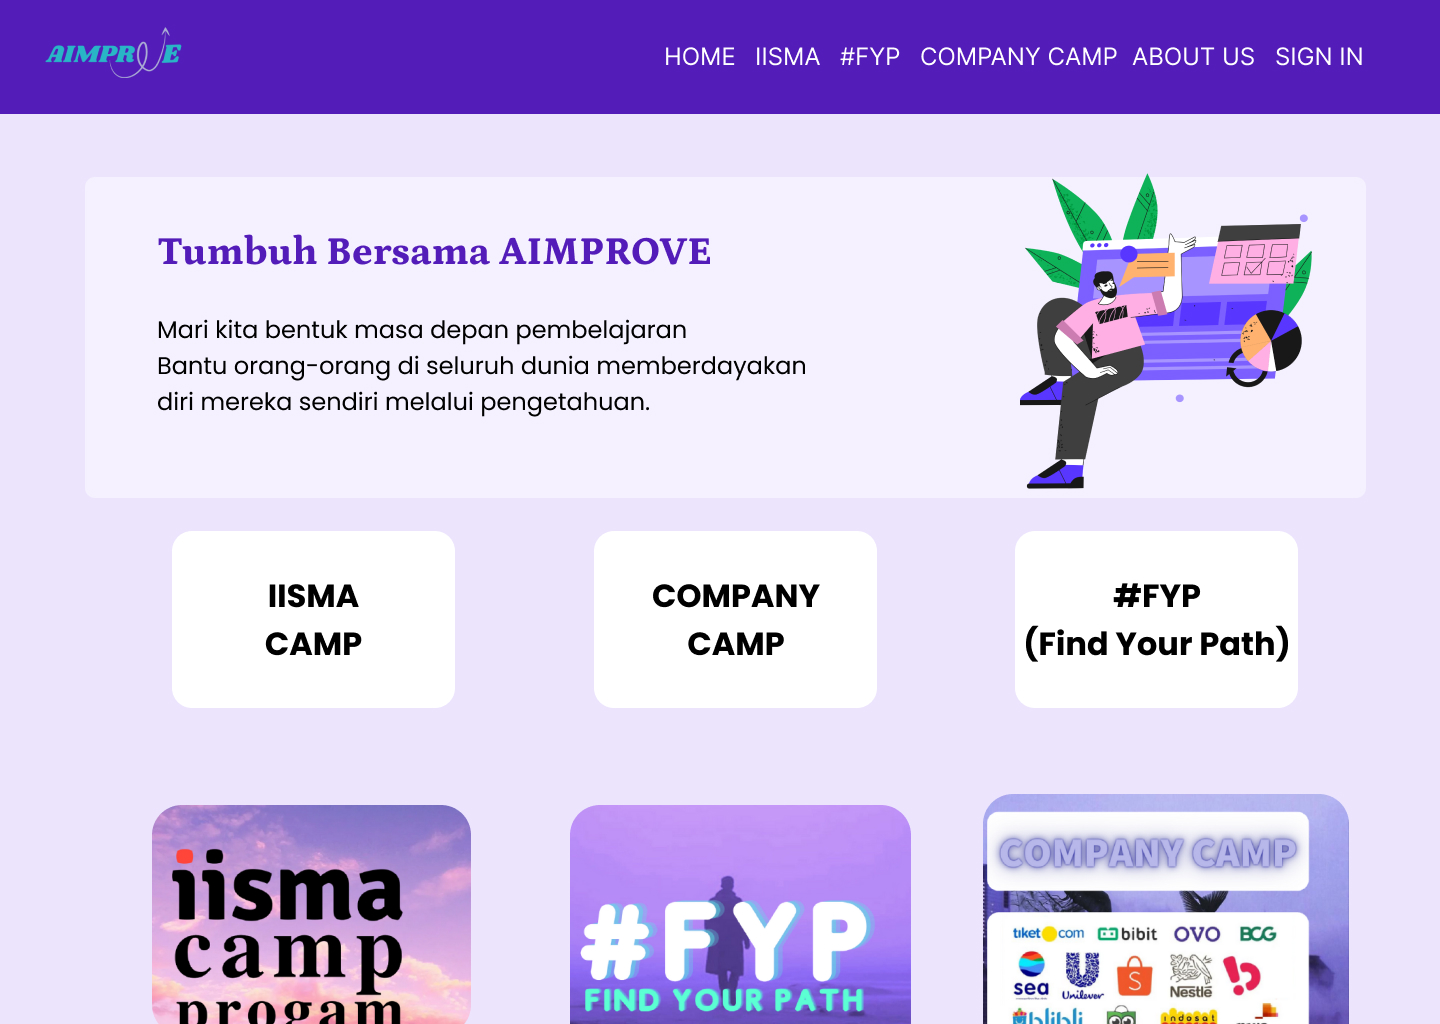 AIMPROVE
HOME IISMA #FYP COMPANY CAMP ABOUT US SIGN IN
Tumbuh Bersama AIMPROVE
Mari kita bentuk masa depan pembelajaran
Bantu orang-orang di seluruh dunia memberdayakan
diri mereka sendiri melalui pengetahuan.
IISMA
CAMP
COMPANY
CAMP
#FYP
(Find Your Path)
iisma
camp
progam
#FYP
FIND YOUR PATH
COMPANY CAMP
tiket com bibit OVO BCG
sea Unilever S Nestlē
blibli indosat